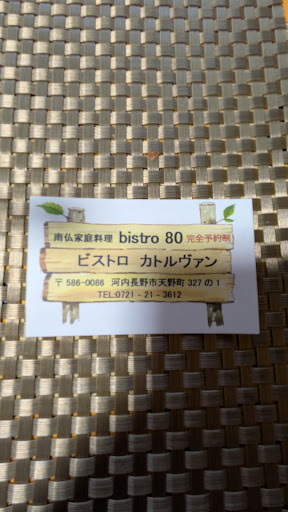 南仏家庭料理 bistro 80 完全予約制
ビストロ カトルヴァン
〒586-0086 河内長野市天野町 327 の 1
TEL:0721 - 21 - 3612